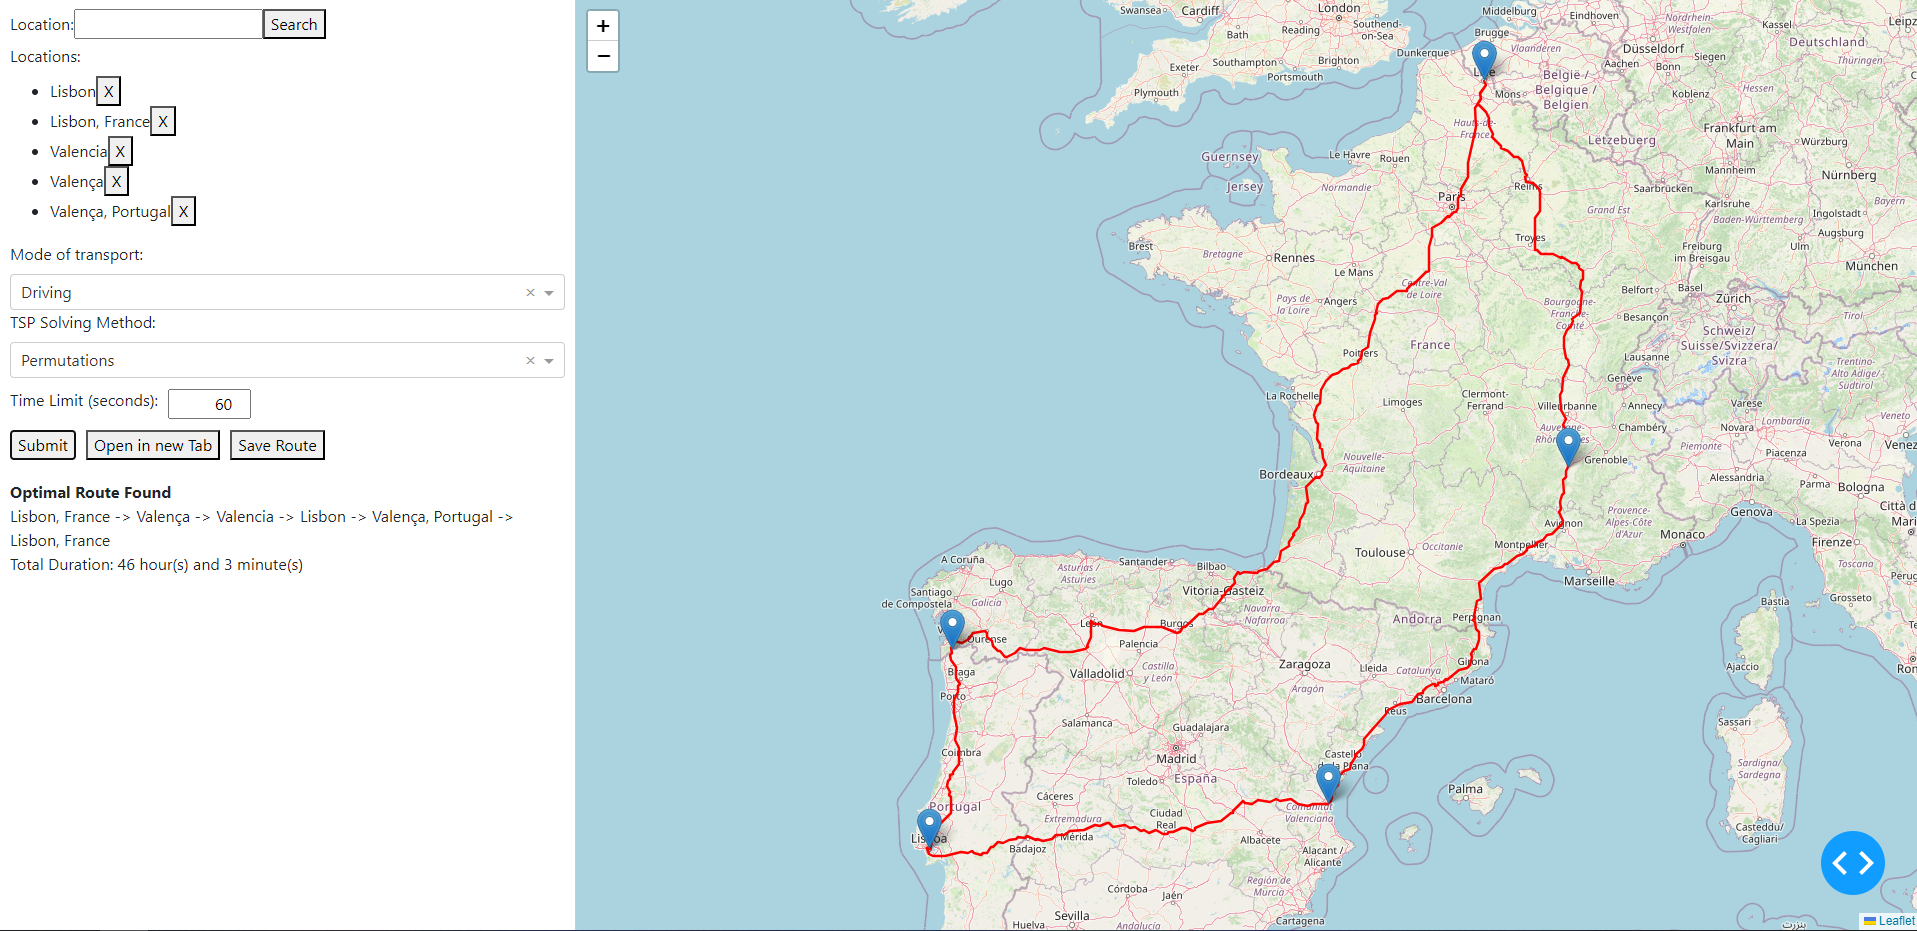 Location: Search
Locations:
Lisbon X
Lisbon, France X
Valencia X
Valença X
Valença, Portugal X
Mode of transport:
Driving × 
TSP Solving Method:
Permutations ×
Time Limit (seconds): 60
Submit Open in new Tab Save Route
Optimal Route Found
Lisbon, France -> Valença -> Valencia -> Lisbon -> Valença, Portugal ->
Lisbon, France
Total Duration: 46 hour(s) and 3 minute(s)
+
−
Swansea
Cardiff
London
Middelburg
Eindhoven
Nordrhein-
Westfalen
Kassel
Leipz
Bath
Reading
Southend-
on-Sea
Brugge
Vlaanderen
Düsseldorf
Deutschland
Exeter
Southampton
Brighton
Portsmouth
Dunkerque
België /
Belgique /
Belgien
Aachen
Bonn
Siegen
Thüringen
Plymouth
Mons
Koblenz
Hessen
Hauts-de-
France
Lëtzebuerg
Frankfurt am
Main
Würzburg
Guernsey
Le Havre
Rouen
Jersey
Normandie
Reims
Saarbrücken
Mannheim
Nürnberg
Paris
Karlsruhe
Baden-Württemberg
Ingolstadt
Bayern
Grand Est
Brest
Bretagne
Rennes
Troyes
Freiburg
im Breisgau
Ulm
Augsburg
München
Le Mans
Centre-Val
de Loire
Belfort
Basel
Zürich
Innsbruck
Pays de
la Loire
Angers
Bourgogne-
Franche-
Comté
Besançon
Tirol
Poitiers
France
Schweiz/
Suisse/Svizzera/
Svizra
Lausanne
Trentino-
Alto Adige/
Südtirol
Genève
La Rochelle
Limoges
Clermont-
Ferrand
Villeurbanne
Annecy
Varese
Lombardia
Veneto
Auvergne-
Rhône-Alpes
Chambéry
Novara
Piemonte
Verona
Venez
Grenoble
Piacenza
Bordeaux
Nouvelle-
Aquitaine
Alessandria
Parma
Bologna
Genova
Provence-
Alpes-Côte
d'Azur
La Spezia
Città di
Mari
Avignon
Monaco
Firenze
Toulouse
Occitanie
Montpellier
Marseille
Toscana
A Coruña
Asturias /
Asturies
Santander
Bilbao
Perug
Lugo
Santiago
de Compostela
Galicia
Vitoria-Gasteiz
Navarra -
Nafarroa
Andorra
Perpignan
Bastia
Grosseto
Ourense
León
Burgos
Palencia
Braga
Valladolid
Castilla
y León
Zaragoza
Aragón
Lleida
Catalunya
Girona
Mataró
Ajaccio
Porto
Reus
Barcelona
Salamanca
Guadalajara
Sassari
Coimbra
Madrid
Castelló
de la Plana
Toledo
España
Sardigna/
Sardegna
Portugal
Cáceres
Palma
Comunitat
Valenciana
Extremadura
Ciudad
Real
Casteddu/
Cagliari
Lisboa
Mérida
Badajoz
Albacete
Alacant /
Alicante
Córdoba
Jaén
Región de
Murcia
Huelva
Sevilla
Andalucía
Cartagena
بنزرت
Leaflet